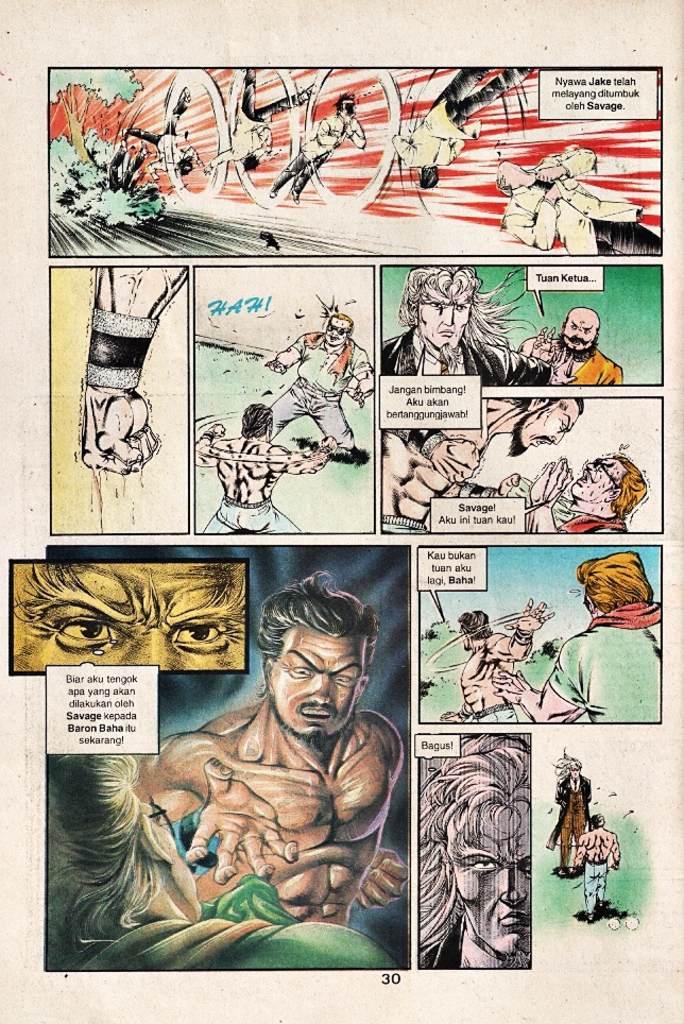 Nyawa Jake telah
melayang ditumbuk
oleh Savage.
HAH!
Tuan Ketua...
Jangan bimbang!
Aku akan
bertanggungjawab!
Savage!
Aku ini tuan kau!
Biar aku tengok
apa yang akan
dilakukan oleh
Savage kepada
Baron Baha itu
sekarang!
Kau bukan
tuan aku
lagi, Baha!
Bagus!
30